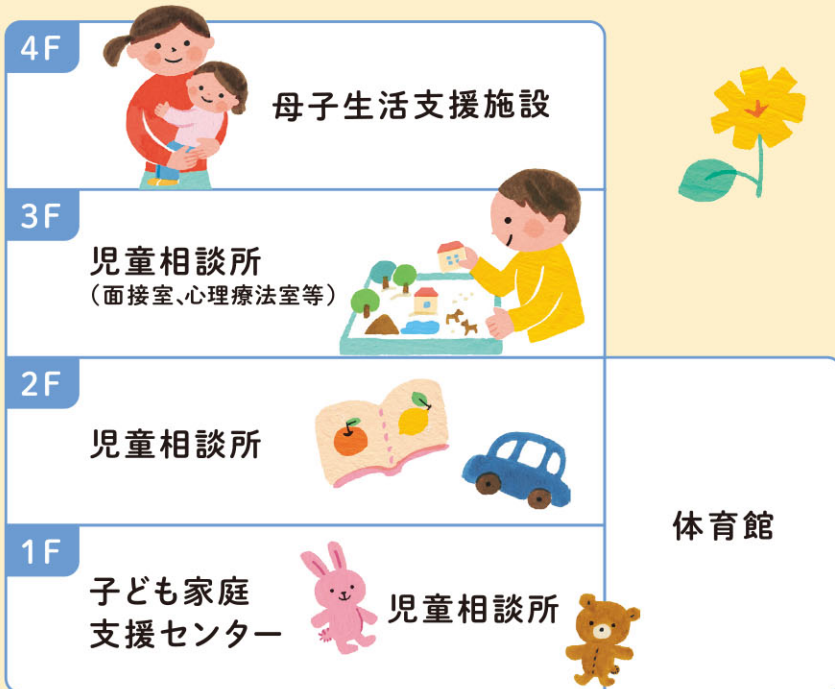 4F
母子生活支援施設
3F
児童相談所
（面接室、心理療法室等）
2F
児童相談所
1F
子ども家庭
支援センター
児童相談所
体育館